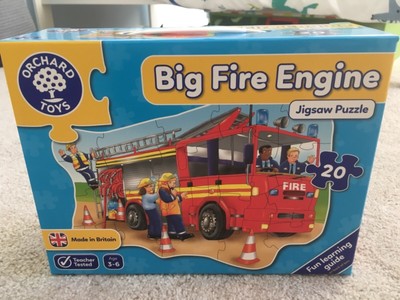 ORCHARD
TOYS
Big Fire Engine
Jigsaw Puzzle
20
FIRE
Made in Britain
Teacher
Tested
Age
3-6
Fun learning
guide